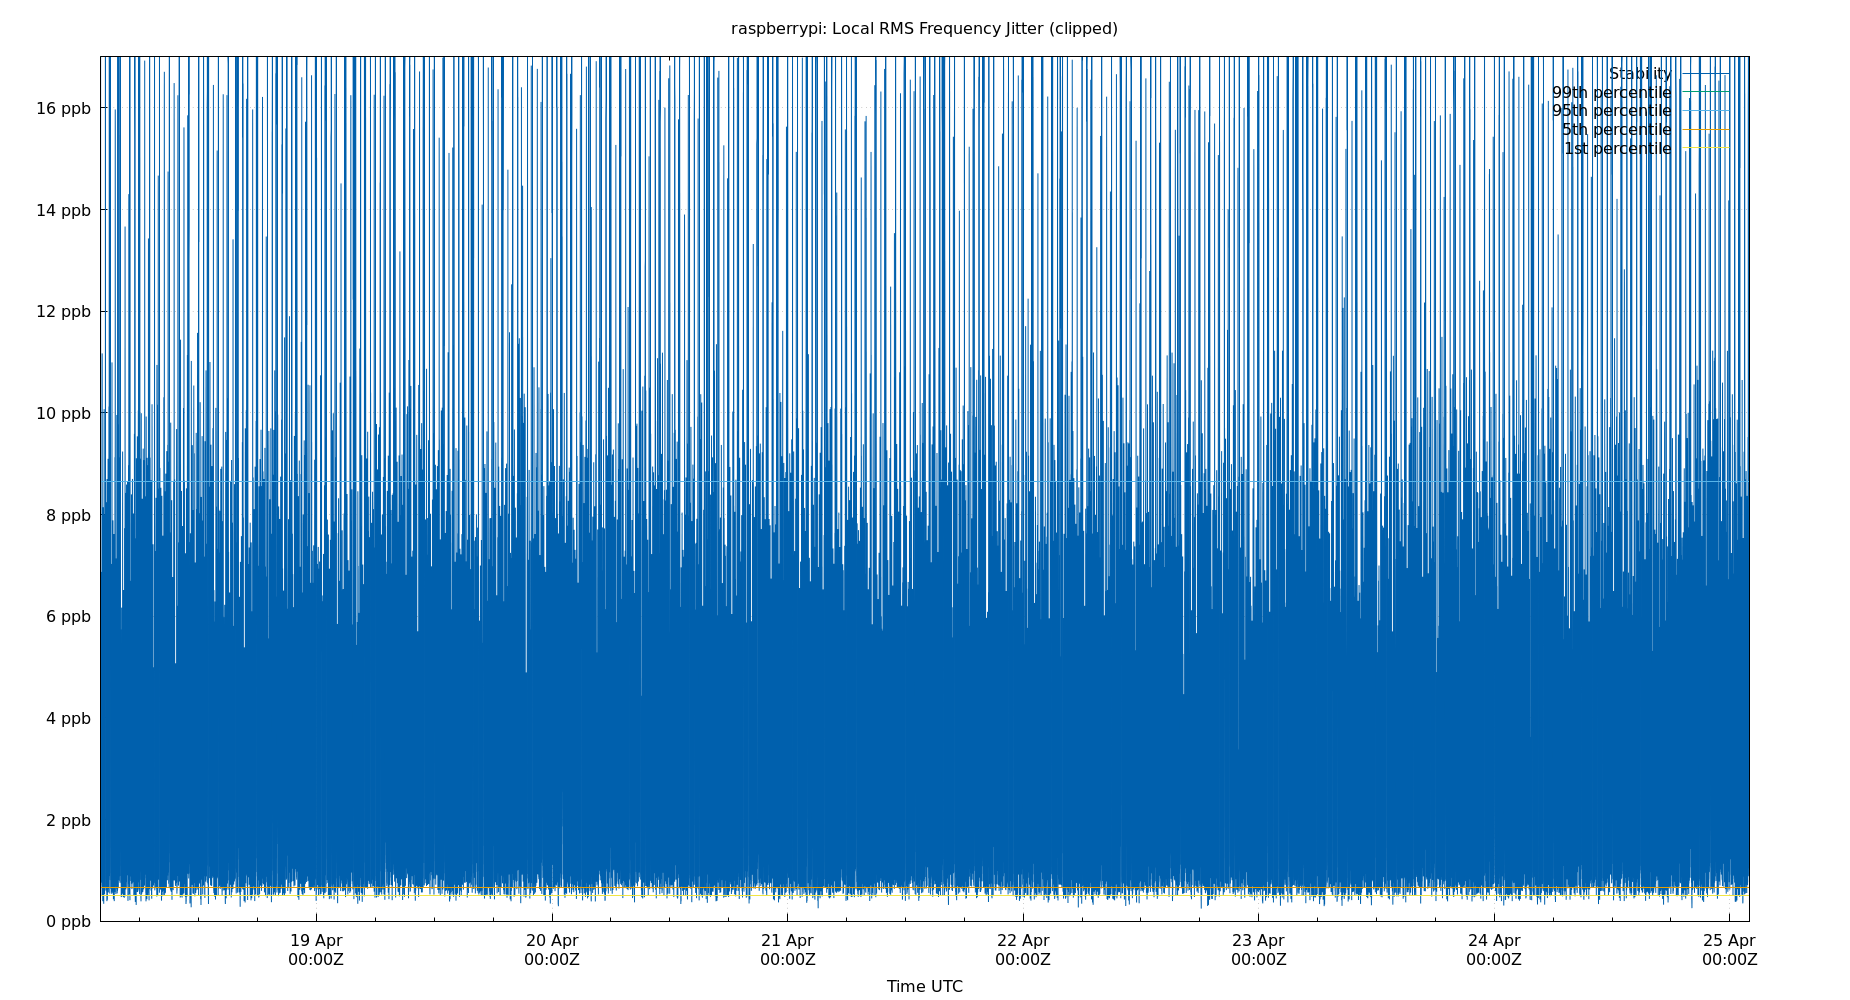 raspberrypi: Local RMS Frequency Jitter (clipped)
Stability
99th percentile
95th percentile
5th percentile
1st percentile
16 ppb
14 ppb
12 ppb
10 ppb
8 ppb
6 ppb
4 ppb
2 ppb
0 ppb
19 Apr 20 Apr 21 Apr 22 Apr 23 Apr 24 Apr 25 Apr
00:00Z 00:00Z 00:00Z 00:00Z 00:00Z 00:00Z 00:00Z
Time UTC